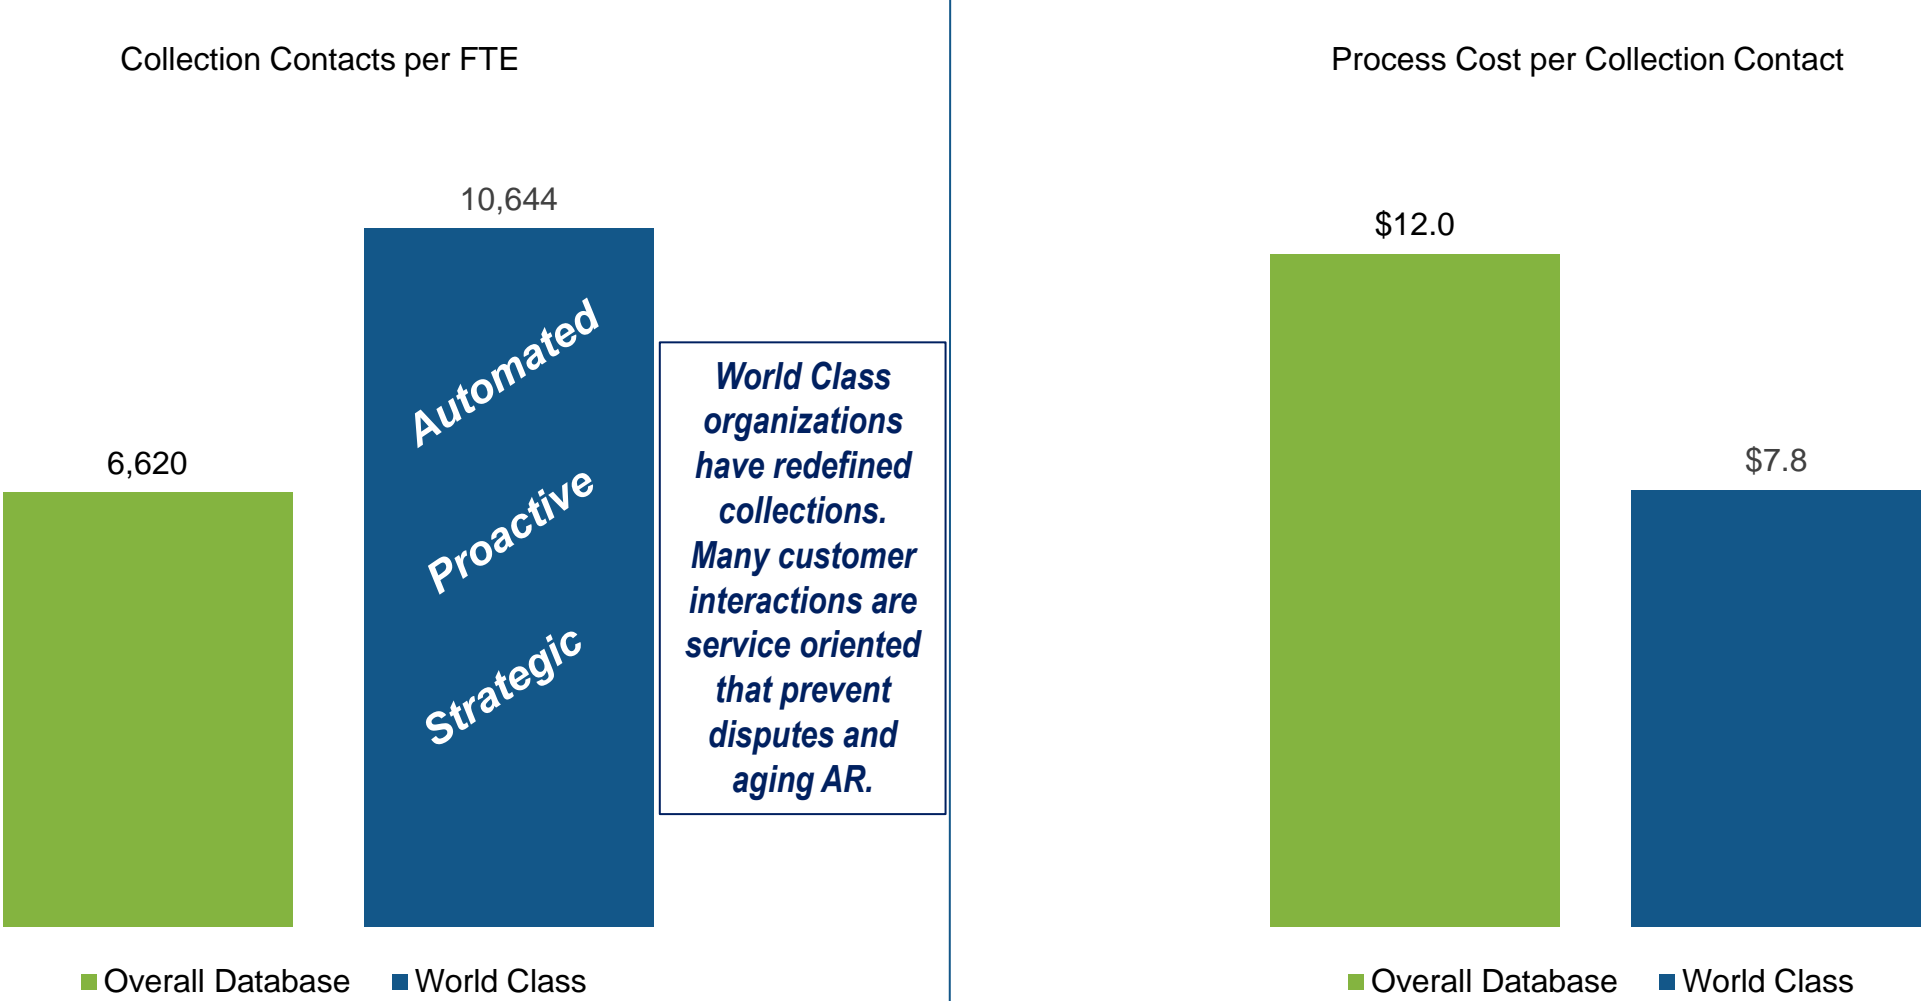 Collection Contacts per FTE
10,644
6,620
Automated
Proactive
Strategic
World Class
organizations
have redefined
collections.
Many customer
interactions are
service oriented
that prevent
disputes and
aging AR.
Overall Database World Class
Process Cost per Collection Contact
$12.0
$7.8
Overall Database World Class